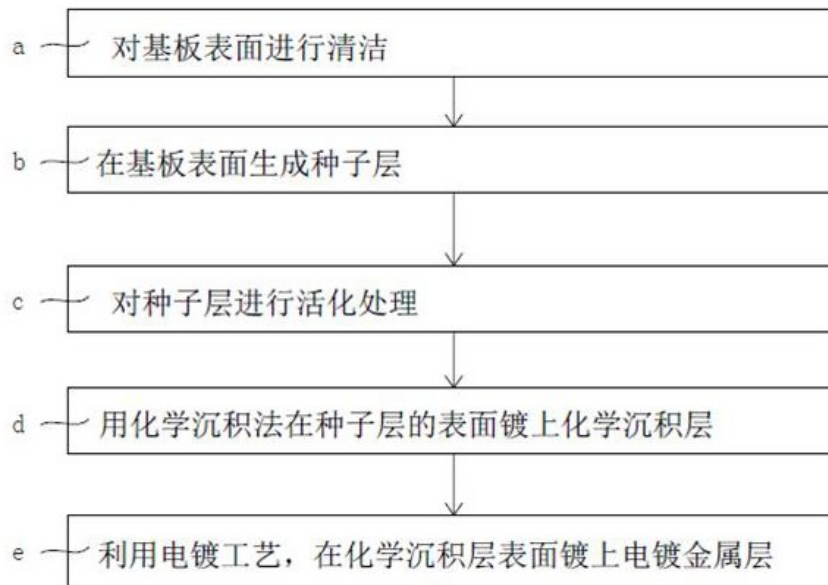 a 对基板表面进行清洁
b 在基板表面生成种子层
c 对种子层进行活化处理
d 用化学沉积法在种子层的表面镀上化学沉积层
e 利用电镀工艺，在化学沉积层表面镀上电镀金属层